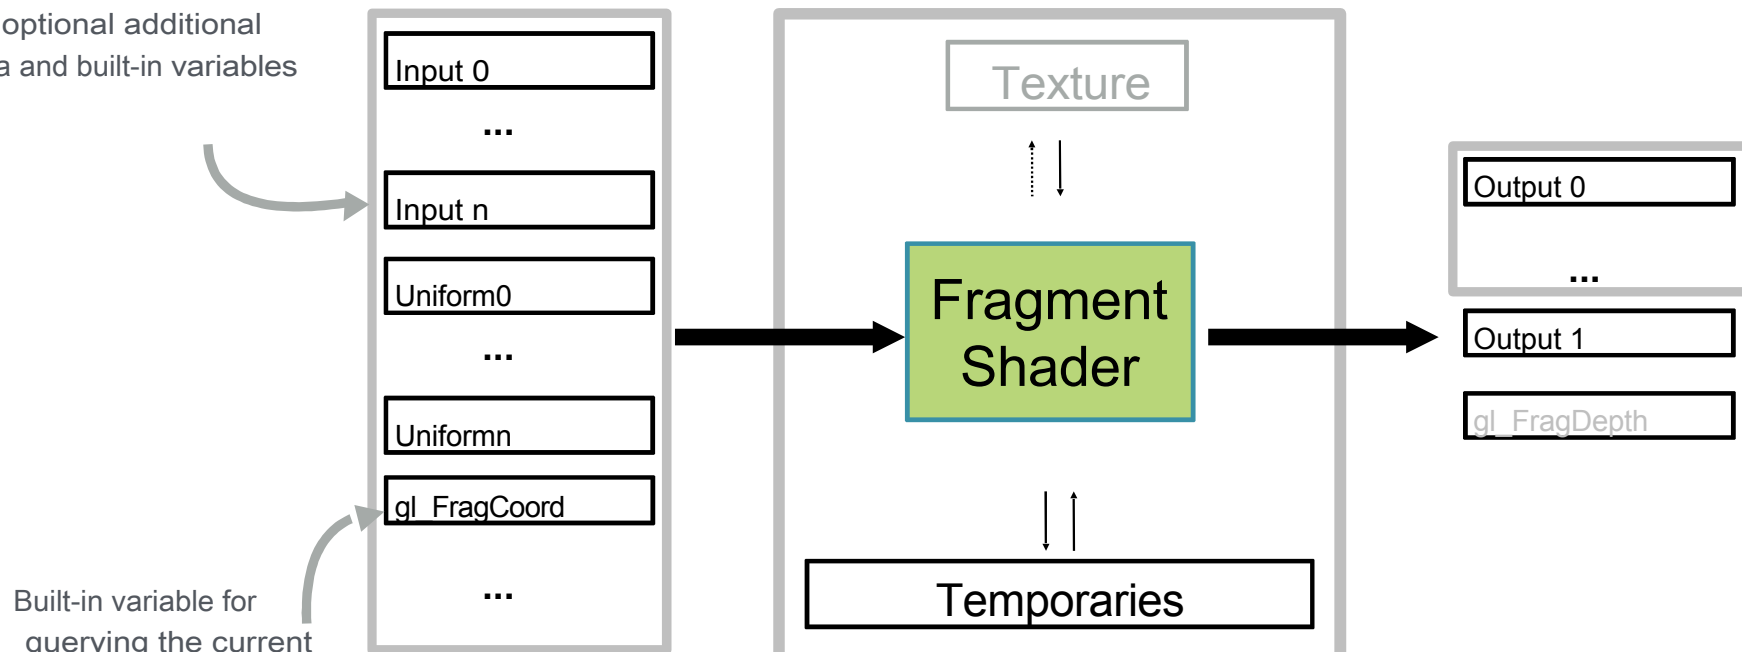 optional additional
a and built-in variables
Input 0
...
Input n
Uniform0
...
Uniformn
gl_FragCoord
...
Built-in variable for
querying the current
Texture
Fragment
Shader
Temporaries
Output 0
...
Output 1
gl_FragDepth